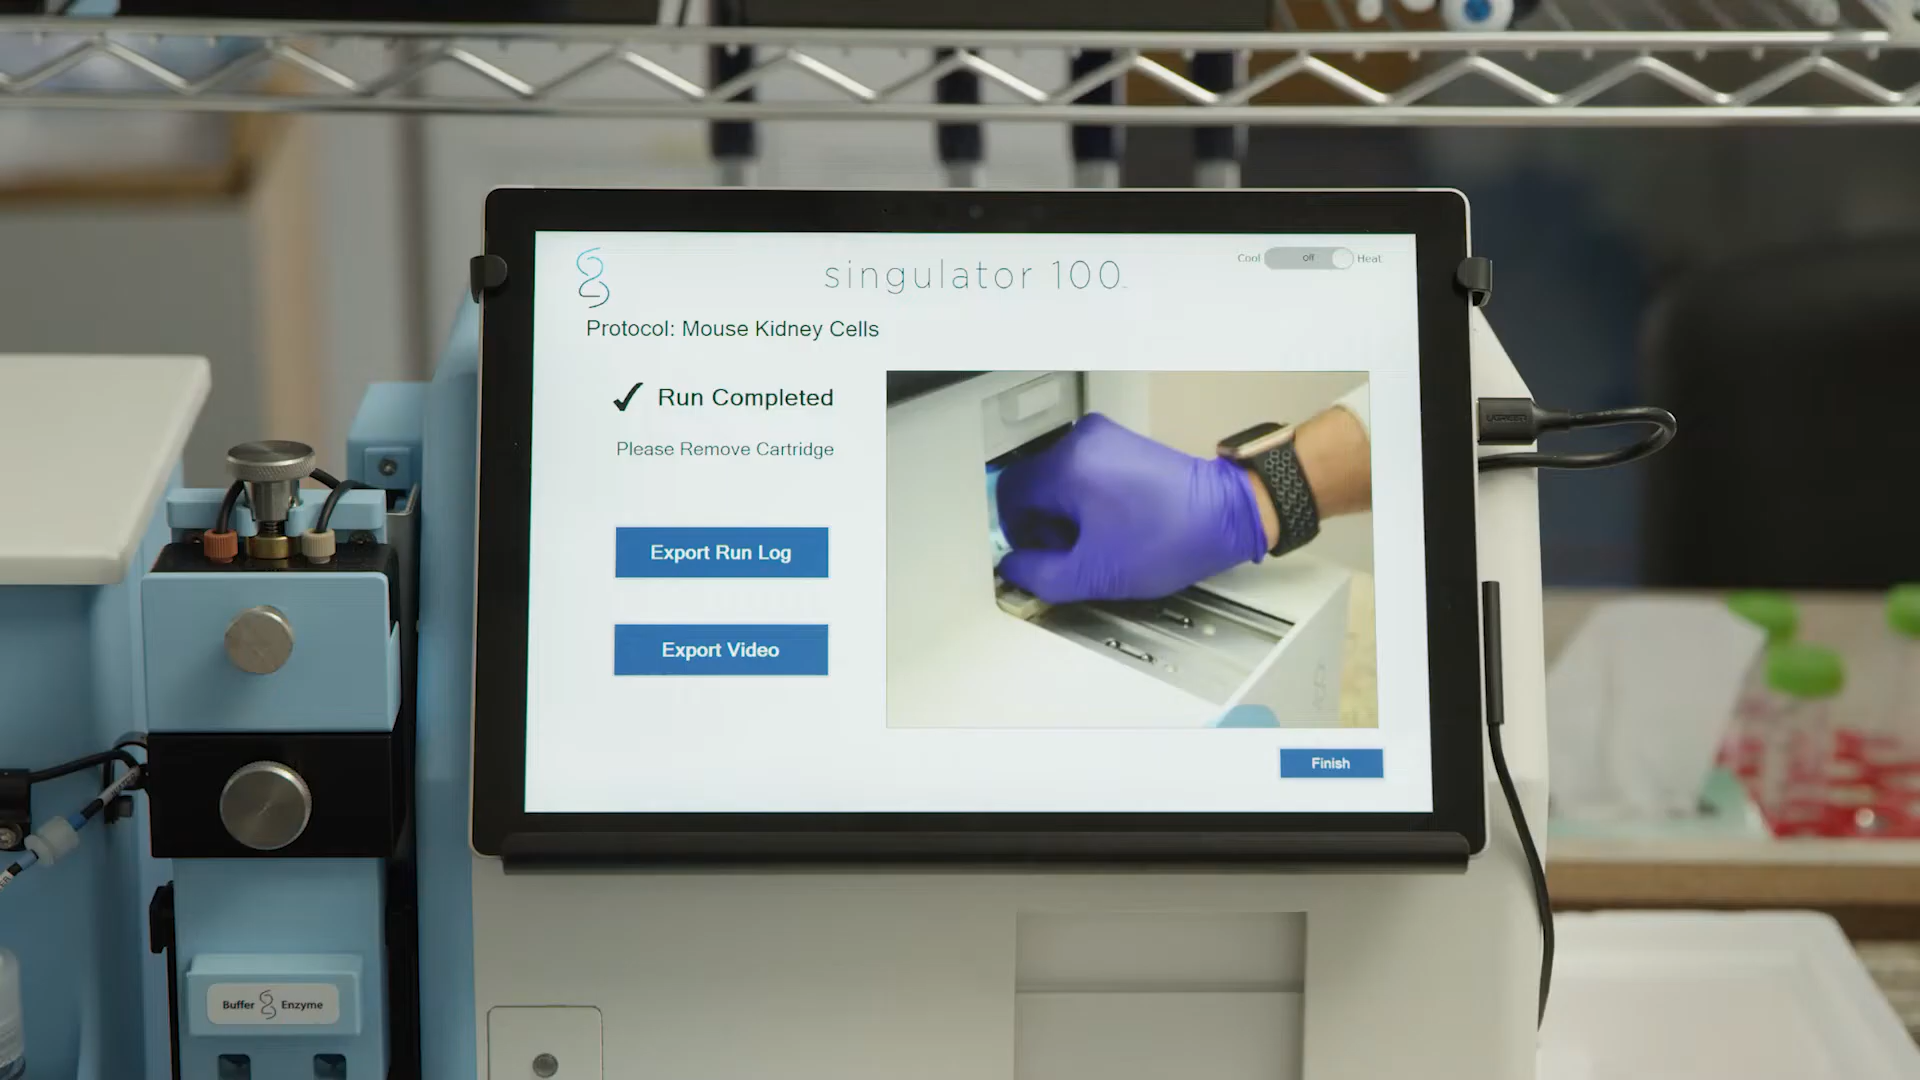 singulator 100
Cool Off Heat
Protocol: Mouse Kidney Cells
Run Completed
Please Remove Cartridge
Export Run Log
Export Video
Finish
UGREEN
Buffer Enzyme